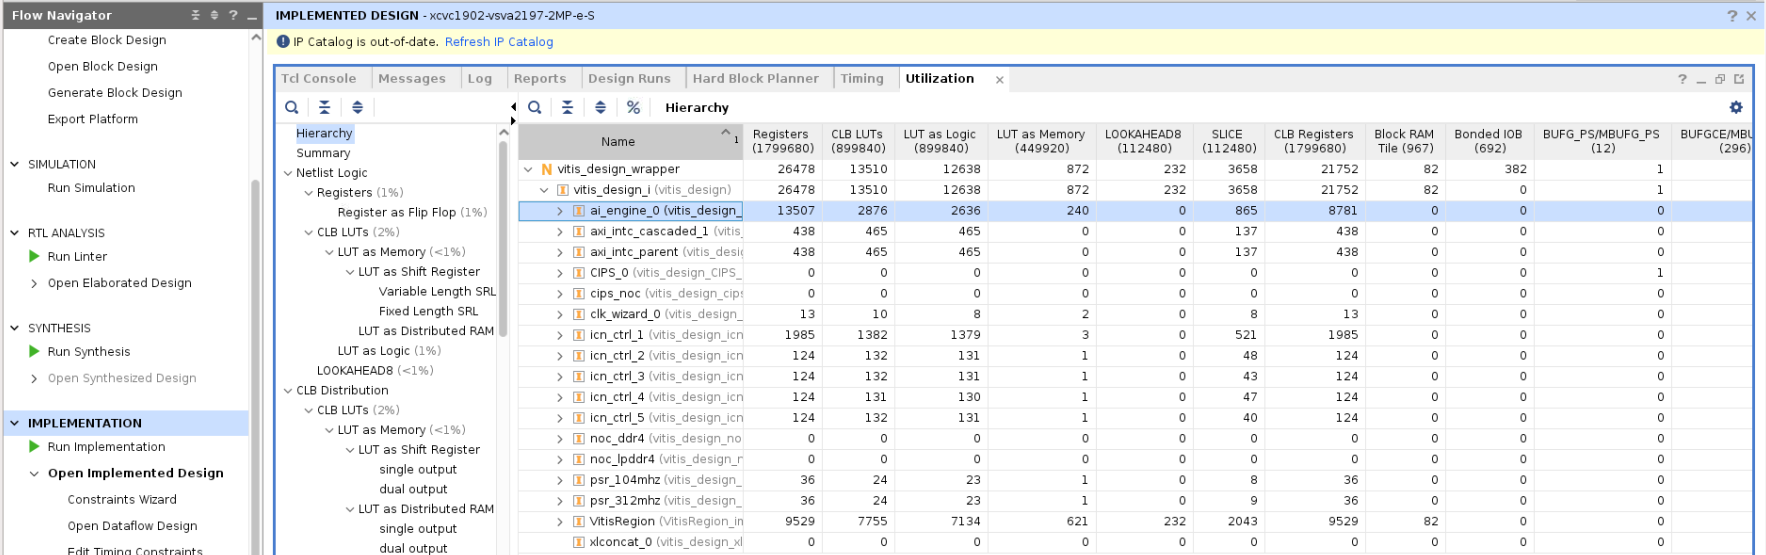 Flow Navigator ? _
Create Block Design
Open Block Design
Generate Block Design
Export Platform
SIMULATION
Run Simulation
RTL ANALYSIS
Run Linter
Open Elaborated Design
SYNTHESIS
Run Synthesis
Open Synthesized Design
IMPLEMENTATION
Run Implementation
Open Implemented Design
Constraints Wizard
Open Dataflow Design
Edit Timing Constraints
IMPLEMENTED DESIGN - xcvc1902-vsva2197-2MP-e-S ? ×
IP Catalog is out-of-date. Refresh IP Catalog
Tcl Console Messages Log Reports Design Runs Hard Block Planner Timing Utilization × ? _
Hierarchy
Summary
Netlist Logic
Registers (1%)
Register as Flip Flop (1%)
CLB LUTs (2%)
LUT as Memory (<1%)
LUT as Shift Register
Variable Length SRL
Fixed Length SRL
LUT as Distributed RAM
LUT as Logic (1%)
LOOKAHEAD8 (<1%)
CLB Distribution
CLB LUTs (2%)
LUT as Memory (<1%)
LUT as Shift Register
single output
dual output
LUT as Distributed RAM
single output
dual output
% Hierarchy
Name 1 Registers (1799680) CLB LUTs (899840) LUT as Logic (899840) LUT as Memory (449920) LOOKAHEAD8 (112480) SLICE (112480) CLB Registers (1799680) Block RAM Tile (967) Bonded IOB (692) BUFG_PS/MBUFG_PS (12) BUFGCE/MBU (296)
N vitis_design_wrapper 26478 13510 12638 872 232 3658 21752 82 382 1
vitis_design_i (vitis_design) 26478 13510 12638 872 232 3658 21752 82 0 1
ai_engine_0 (vitis_design_ 13507 2876 2636 240 0 865 8781 0 0 0
axi_intc_cascaded_1 (vitis_ 438 465 465 0 0 137 438 0 0 0
axi_intc_parent (vitis_desi 438 465 465 0 0 137 438 0 0 0
CIPS_0 (vitis_design_CIPS_ 0 0 0 0 0 0 0 0 0 1
cips_noc (vitis_design_cips 0 0 0 0 0 0 0 0 0 0
clk_wizard_0 (vitis_design_ 13 10 8 2 0 8 13 0 0 0
icn_ctrl_1 (vitis_design_icn 1985 1382 1379 3 0 521 1985 0 0 0
icn_ctrl_2 (vitis_design_icn 124 132 131 1 0 48 124 0 0 0
icn_ctrl_3 (vitis_design_icn 124 132 131 1 0 43 124 0 0 0
icn_ctrl_4 (vitis_design_icn 124 131 130 1 0 47 124 0 0 0
icn_ctrl_5 (vitis_design_icn 124 132 131 1 0 40 124 0 0 0
noc_ddr4 (vitis_design_no 0 0 0 0 0 0 0 0 0 0
noc_lpddr4 (vitis_design_n 0 0 0 0 0 0 0 0 0 0
psr_104mhz (vitis_design_ 36 24 23 1 0 8 36 0 0 0
psr_312mhz (vitis_design_ 36 24 23 1 0 9 36 0 0 0
VitisRegion (VitisRegion_in 9529 7755 7134 621 232 2043 9529 82 0 0
xlconcat_0 (vitis_design_xl 0 0 0 0 0 0 0 0 0 0